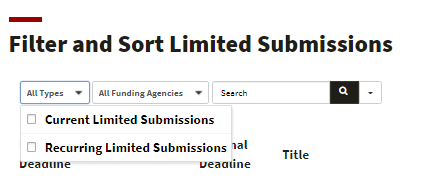 Filter and Sort Limited Submissions
All Types All Funding Agencies Search
Current Limited Submissions
Recurring Limited Submissions
Deadline Deadline Title